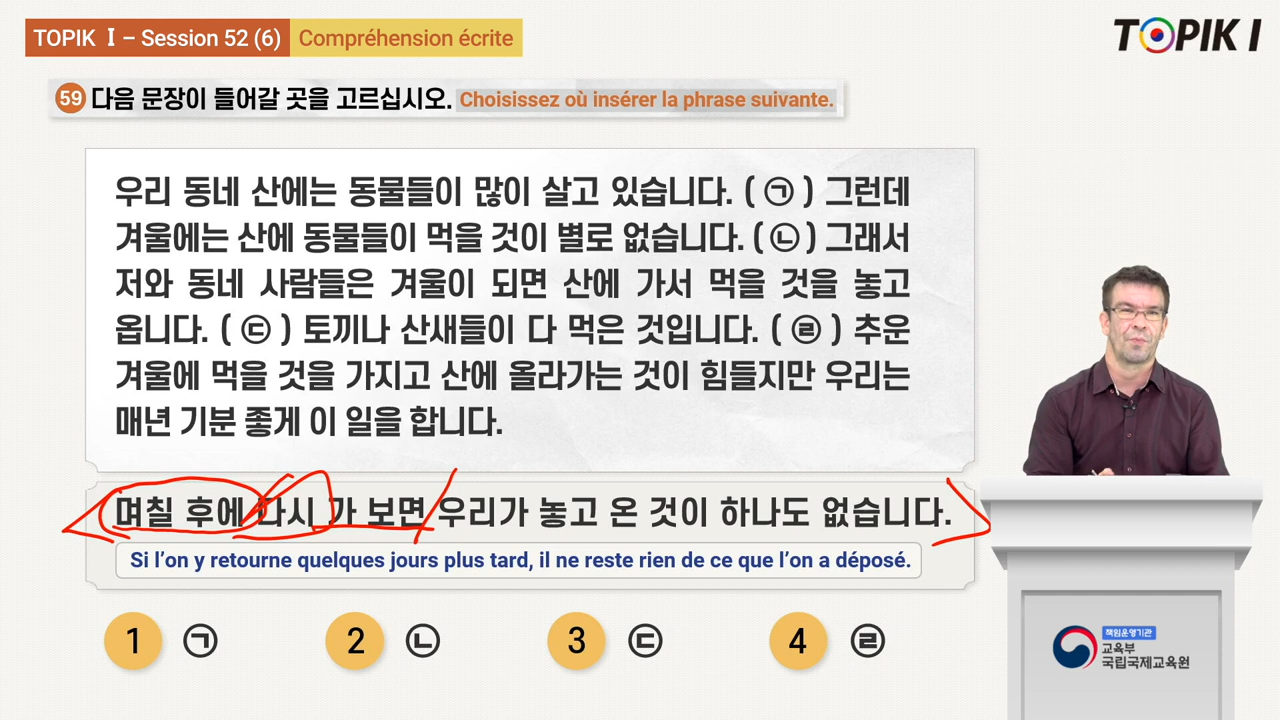 TOPIK I – Session 52 (6) Compréhension écrite
TOPIK I
59 다음 문장이 들어갈 곳을 고르십시오. Choisissez où insérer la phrase suivante.
우리 동네 산에는 동물들이 많이 살고 있습니다. ( ㉠ ) 그런데
겨울에는 산에 동물들이 먹을 것이 별로 없습니다. ( ㉡ ) 그래서
저와 동네 사람들은 겨울이 되면 산에 가서 먹을 것을 놓고
옵니다. ( ㉢ ) 토끼나 산새들이 다 먹은 것입니다. ( ㉣ ) 추운
겨울에 먹을 것을 가지고 산에 올라가는 것이 힘들지만 우리는
매년 기분 좋게 이 일을 합니다.
며칠 후에 다시 가 보면 우리가 놓고 온 것이 하나도 없습니다.
Si l’on y retourne quelques jours plus tard, il ne reste rien de ce que l’on a déposé.
1 ㉠ 2 ㉡ 3 ㉢ 4 ㉣
책임운영기관
교육부
국립국제교육원